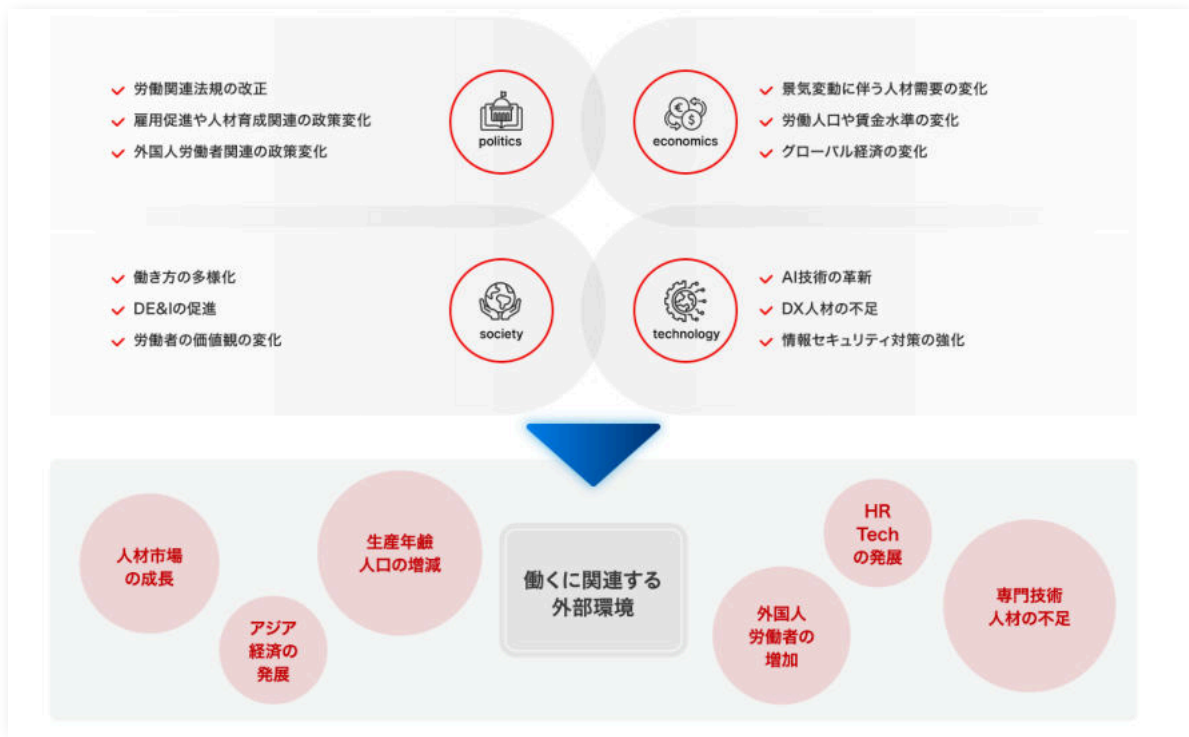 労働関連法規の改正
雇用促進や人材育成関連の政策変化
外国人労働者関連の政策変化
politics
economics
景気変動に伴う人材需要の変化
労働人口や賃金水準の変化
グローバル経済の変化
働き方の多様化
DE&Iの促進
労働者の価値観の変化
society
technology
AI技術の革新
DX人材の不足
情報セキュリティ対策の強化
人材市場
の成長
アジア
経済の
発展
生産年齢
人口の増減
働くに関連する
外部環境
外国人
労働者の
増加
HR
Tech
の発展
専門技術
人材の不足